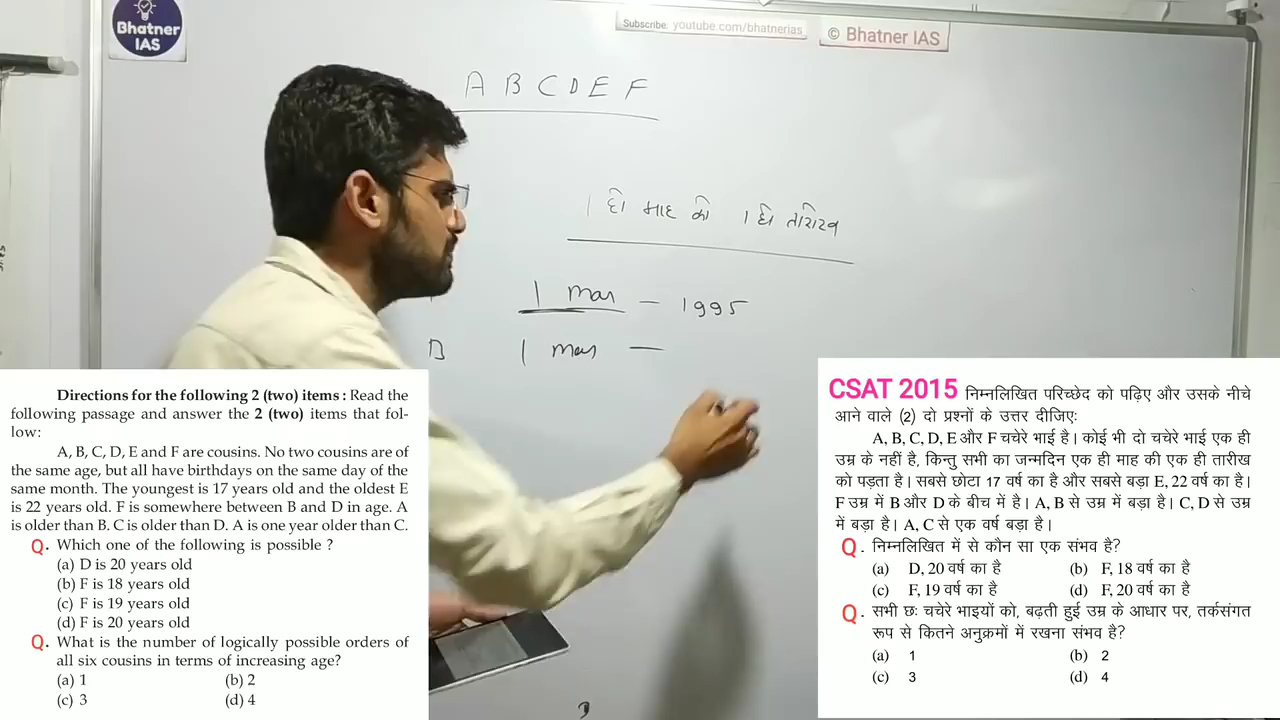 Bhatner
IAS
Subscribe: youtube.com/bhatnerias
© Bhatner IAS
A B C D E F
1 ही माह की 1 ही तारीख
1 Mar — 1995
B 1 mar —
Directions for the following 2 (two) items : Read the
following passage and answer the 2 (two) items that fol-
low:
A, B, C, D, E and F are cousins. No two cousins are of
the same age, but all have birthdays on the same day of the
same month. The youngest is 17 years old and the oldest E
is 22 years old. F is somewhere between B and D in age. A
is older than B. C is older than D. A is one year older than C.
Q. Which one of the following is possible ?
(a) D is 20 years old
(b) F is 18 years old
(c) F is 19 years old
(d) F is 20 years old
Q. What is the number of logically possible orders of
all six cousins in terms of increasing age?
(a) 1 (b) 2
(c) 3 (d) 4
CSAT 2015 निम्नलिखित परिच्छेद को पढ़िए और उसके नीचे
आने वाले (2) दो प्रश्नों के उत्तर दीजिए:
A, B, C, D, E और F चचेरे भाई है। कोई भी दो चचेरे भाई एक ही
उम्र के नहीं है, किन्तु सभी का जन्मदिन एक ही माह की एक ही तारीख
को पड़ता है। सबसे छोटा 17 वर्ष का है और सबसे बड़ा E, 22 वर्ष का है।
F उम्र में B और D के बीच में है। A, B से उम्र में बड़ा है। C, D से उम्र
में बड़ा है। A, C से एक वर्ष बड़ा है।
Q. निम्नलिखित में से कौन सा एक संभव है?
(a) D, 20 वर्ष का है (b) F, 18 वर्ष का है
(c) F, 19 वर्ष का है (d) F, 20 वर्ष का है
Q. सभी छः चचेरे भाइयों को, बढ़ती हुई उम्र के आधार पर, तर्कसंगत
रूप से कितने अनुक्रमों में रखना संभव है?
(a) 1 (b) 2
(c) 3 (d) 4